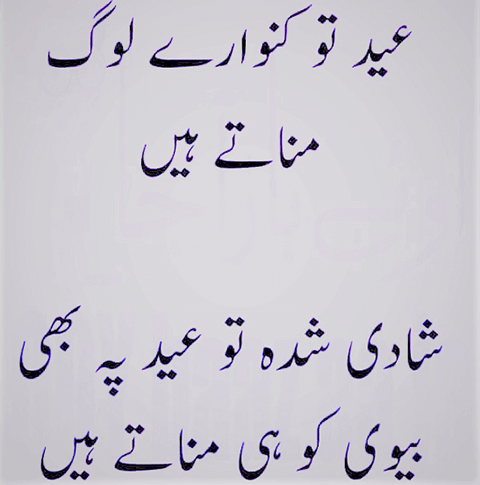 عید تو کنوارے لوگ
مناتے ہیں
شادی شدہ تو عید پہ بھی
بیوی کو ہی مناتے ہیں